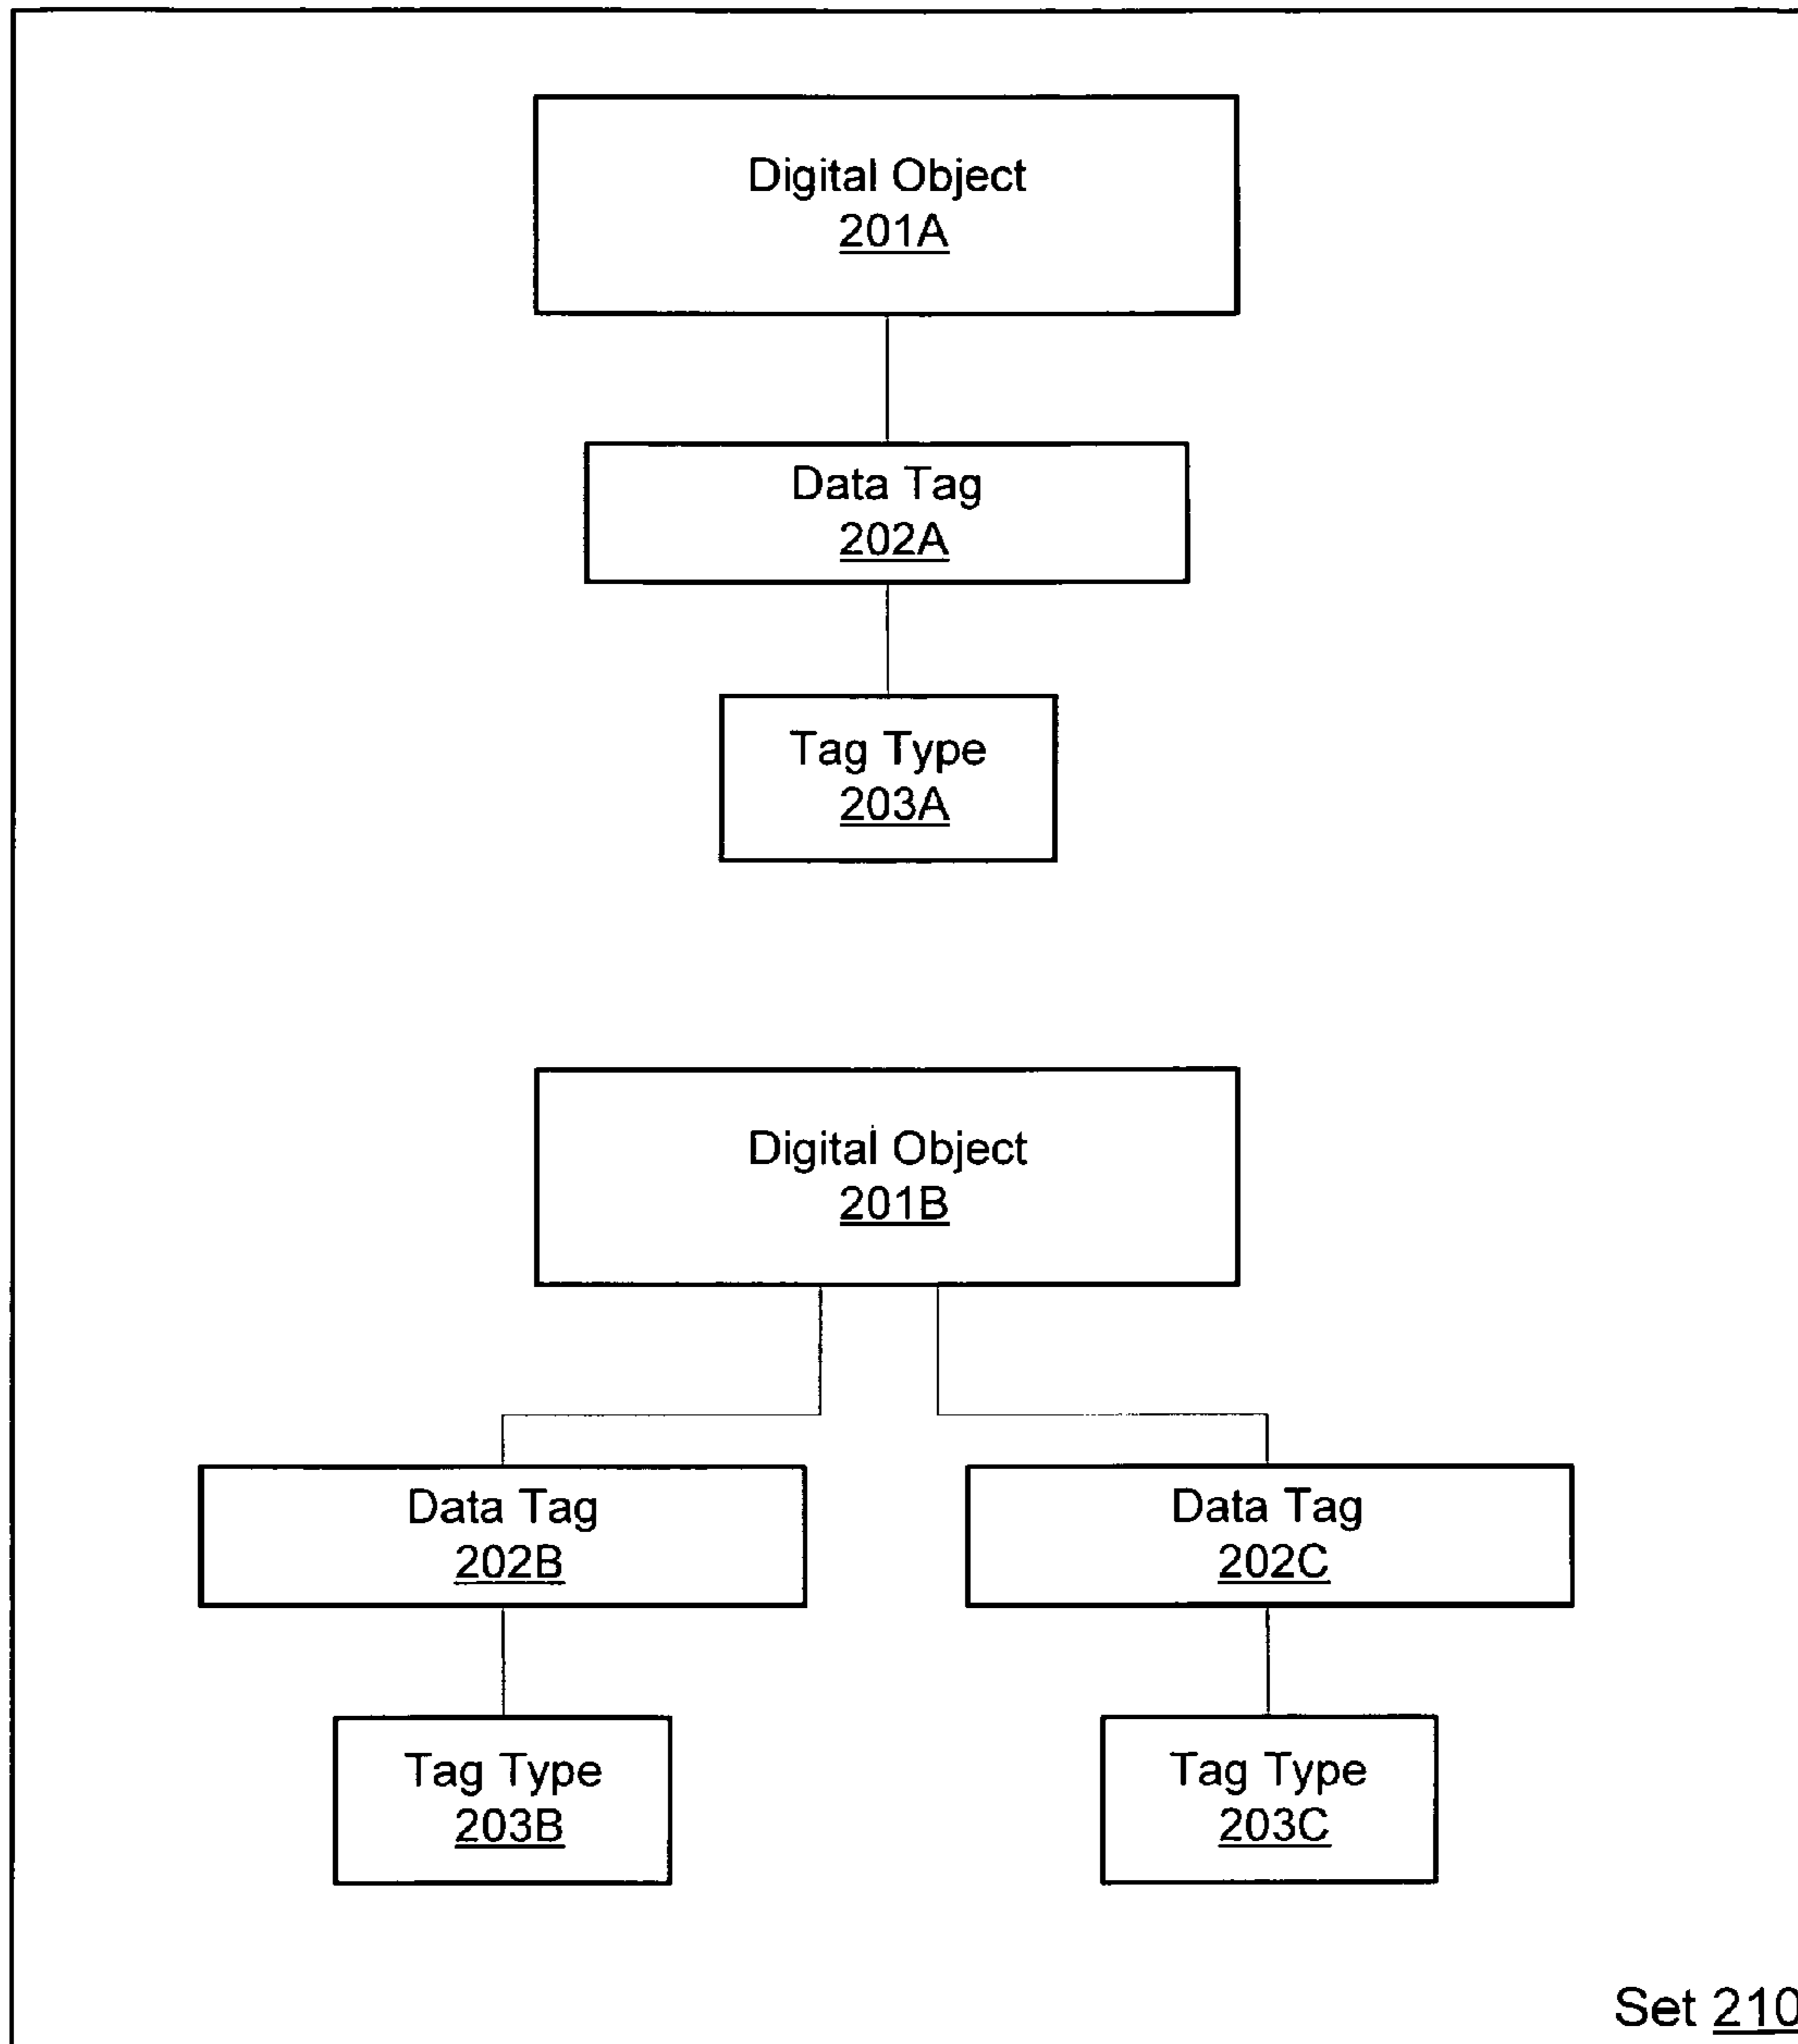 Digital Object
201A
Data Tag
202A
Tag Type
203A
Digital Object
201B
Data Tag
202B
Data Tag
202C
Tag Type
203B
Tag Type
203C
Set 210